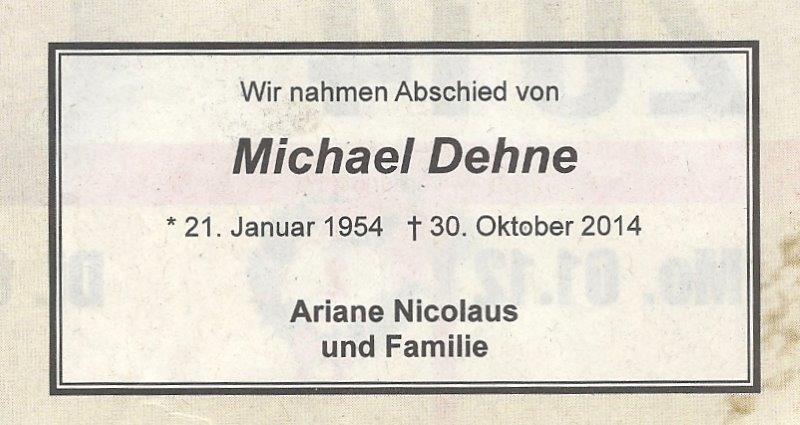 Wir nahmen Abschied von
Michael Dehne
* 21. Januar 1954 † 30. Oktober 2014
Ariane Nicolaus
und Familie